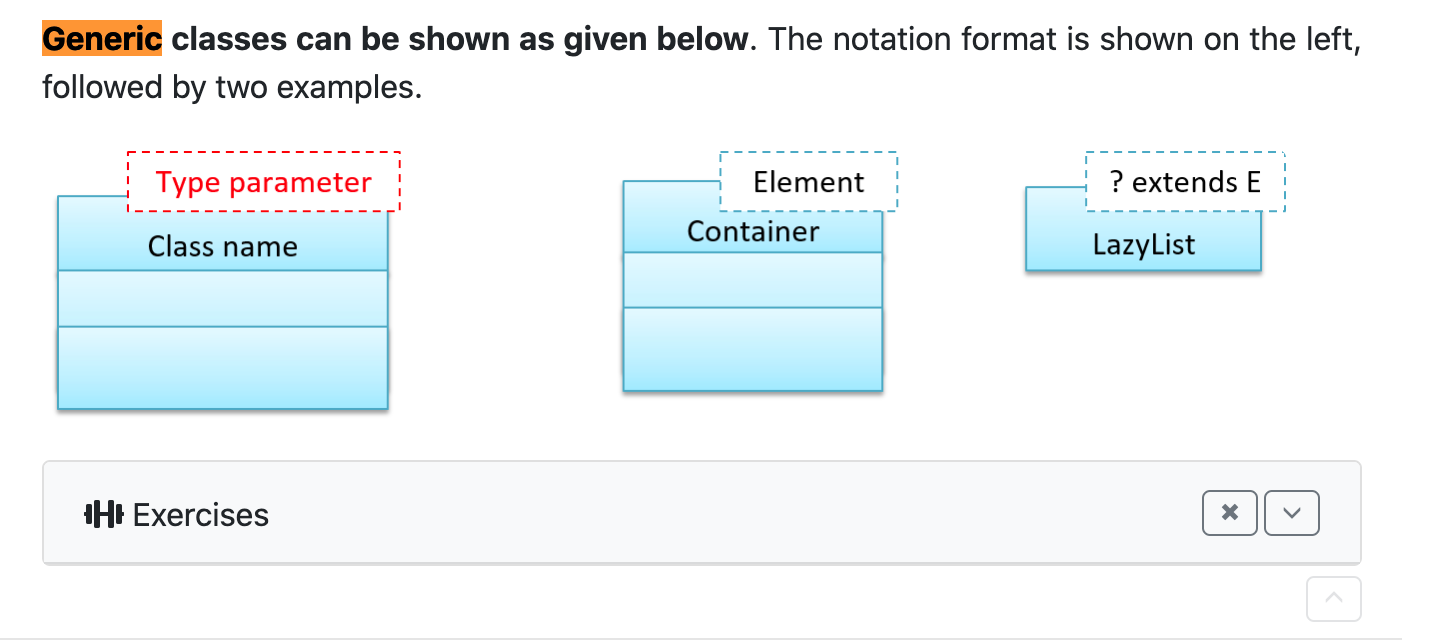 Generic classes can be shown as given below. The notation format is shown on the left,
followed by two examples.
Type parameter
Class name
Element
Container
? extends E
LazyList
Exercises